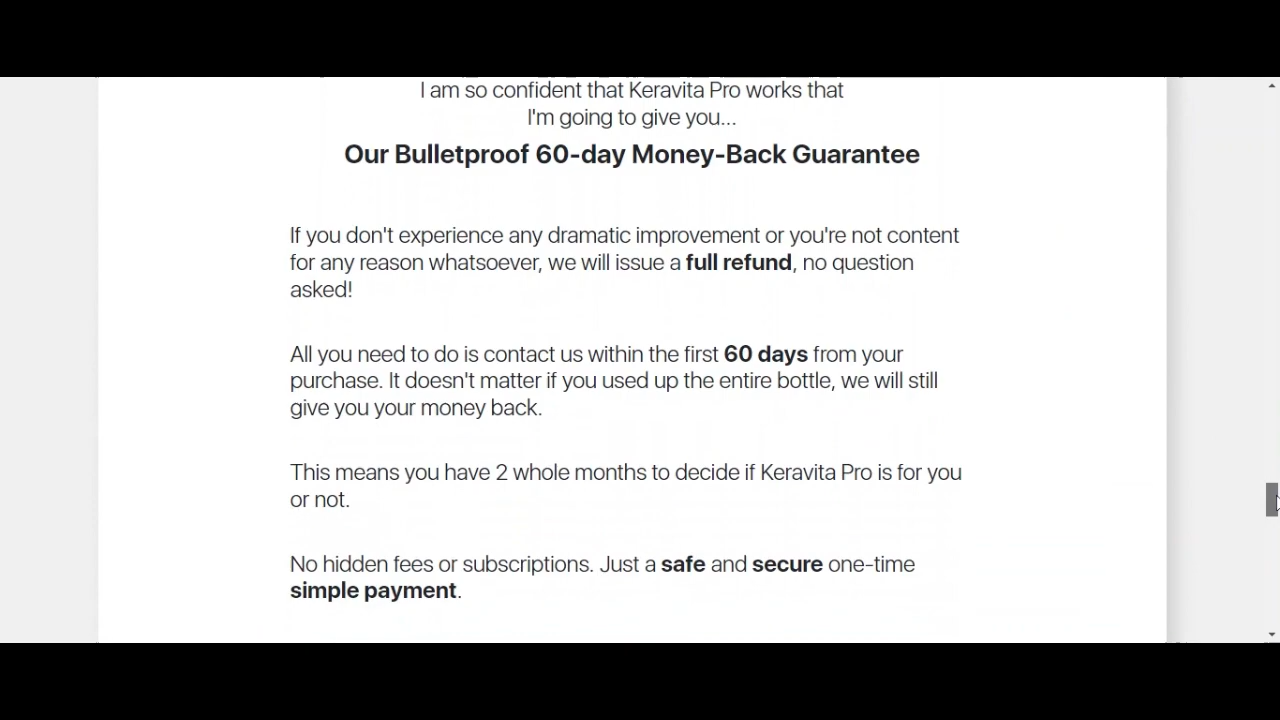 I am so confident that Keravita Pro works that
I'm going to give you...
Our Bulletproof 60-day Money-Back Guarantee
If you don't experience any dramatic improvement or you're not content
for any reason whatsoever, we will issue a full refund, no question
asked!
All you need to do is contact us within the first 60 days from your
purchase. It doesn't matter if you used up the entire bottle, we will still
give you your money back.
This means you have 2 whole months to decide if Keravita Pro is for you
or not.
No hidden fees or subscriptions. Just a safe and secure one-time
simple payment.